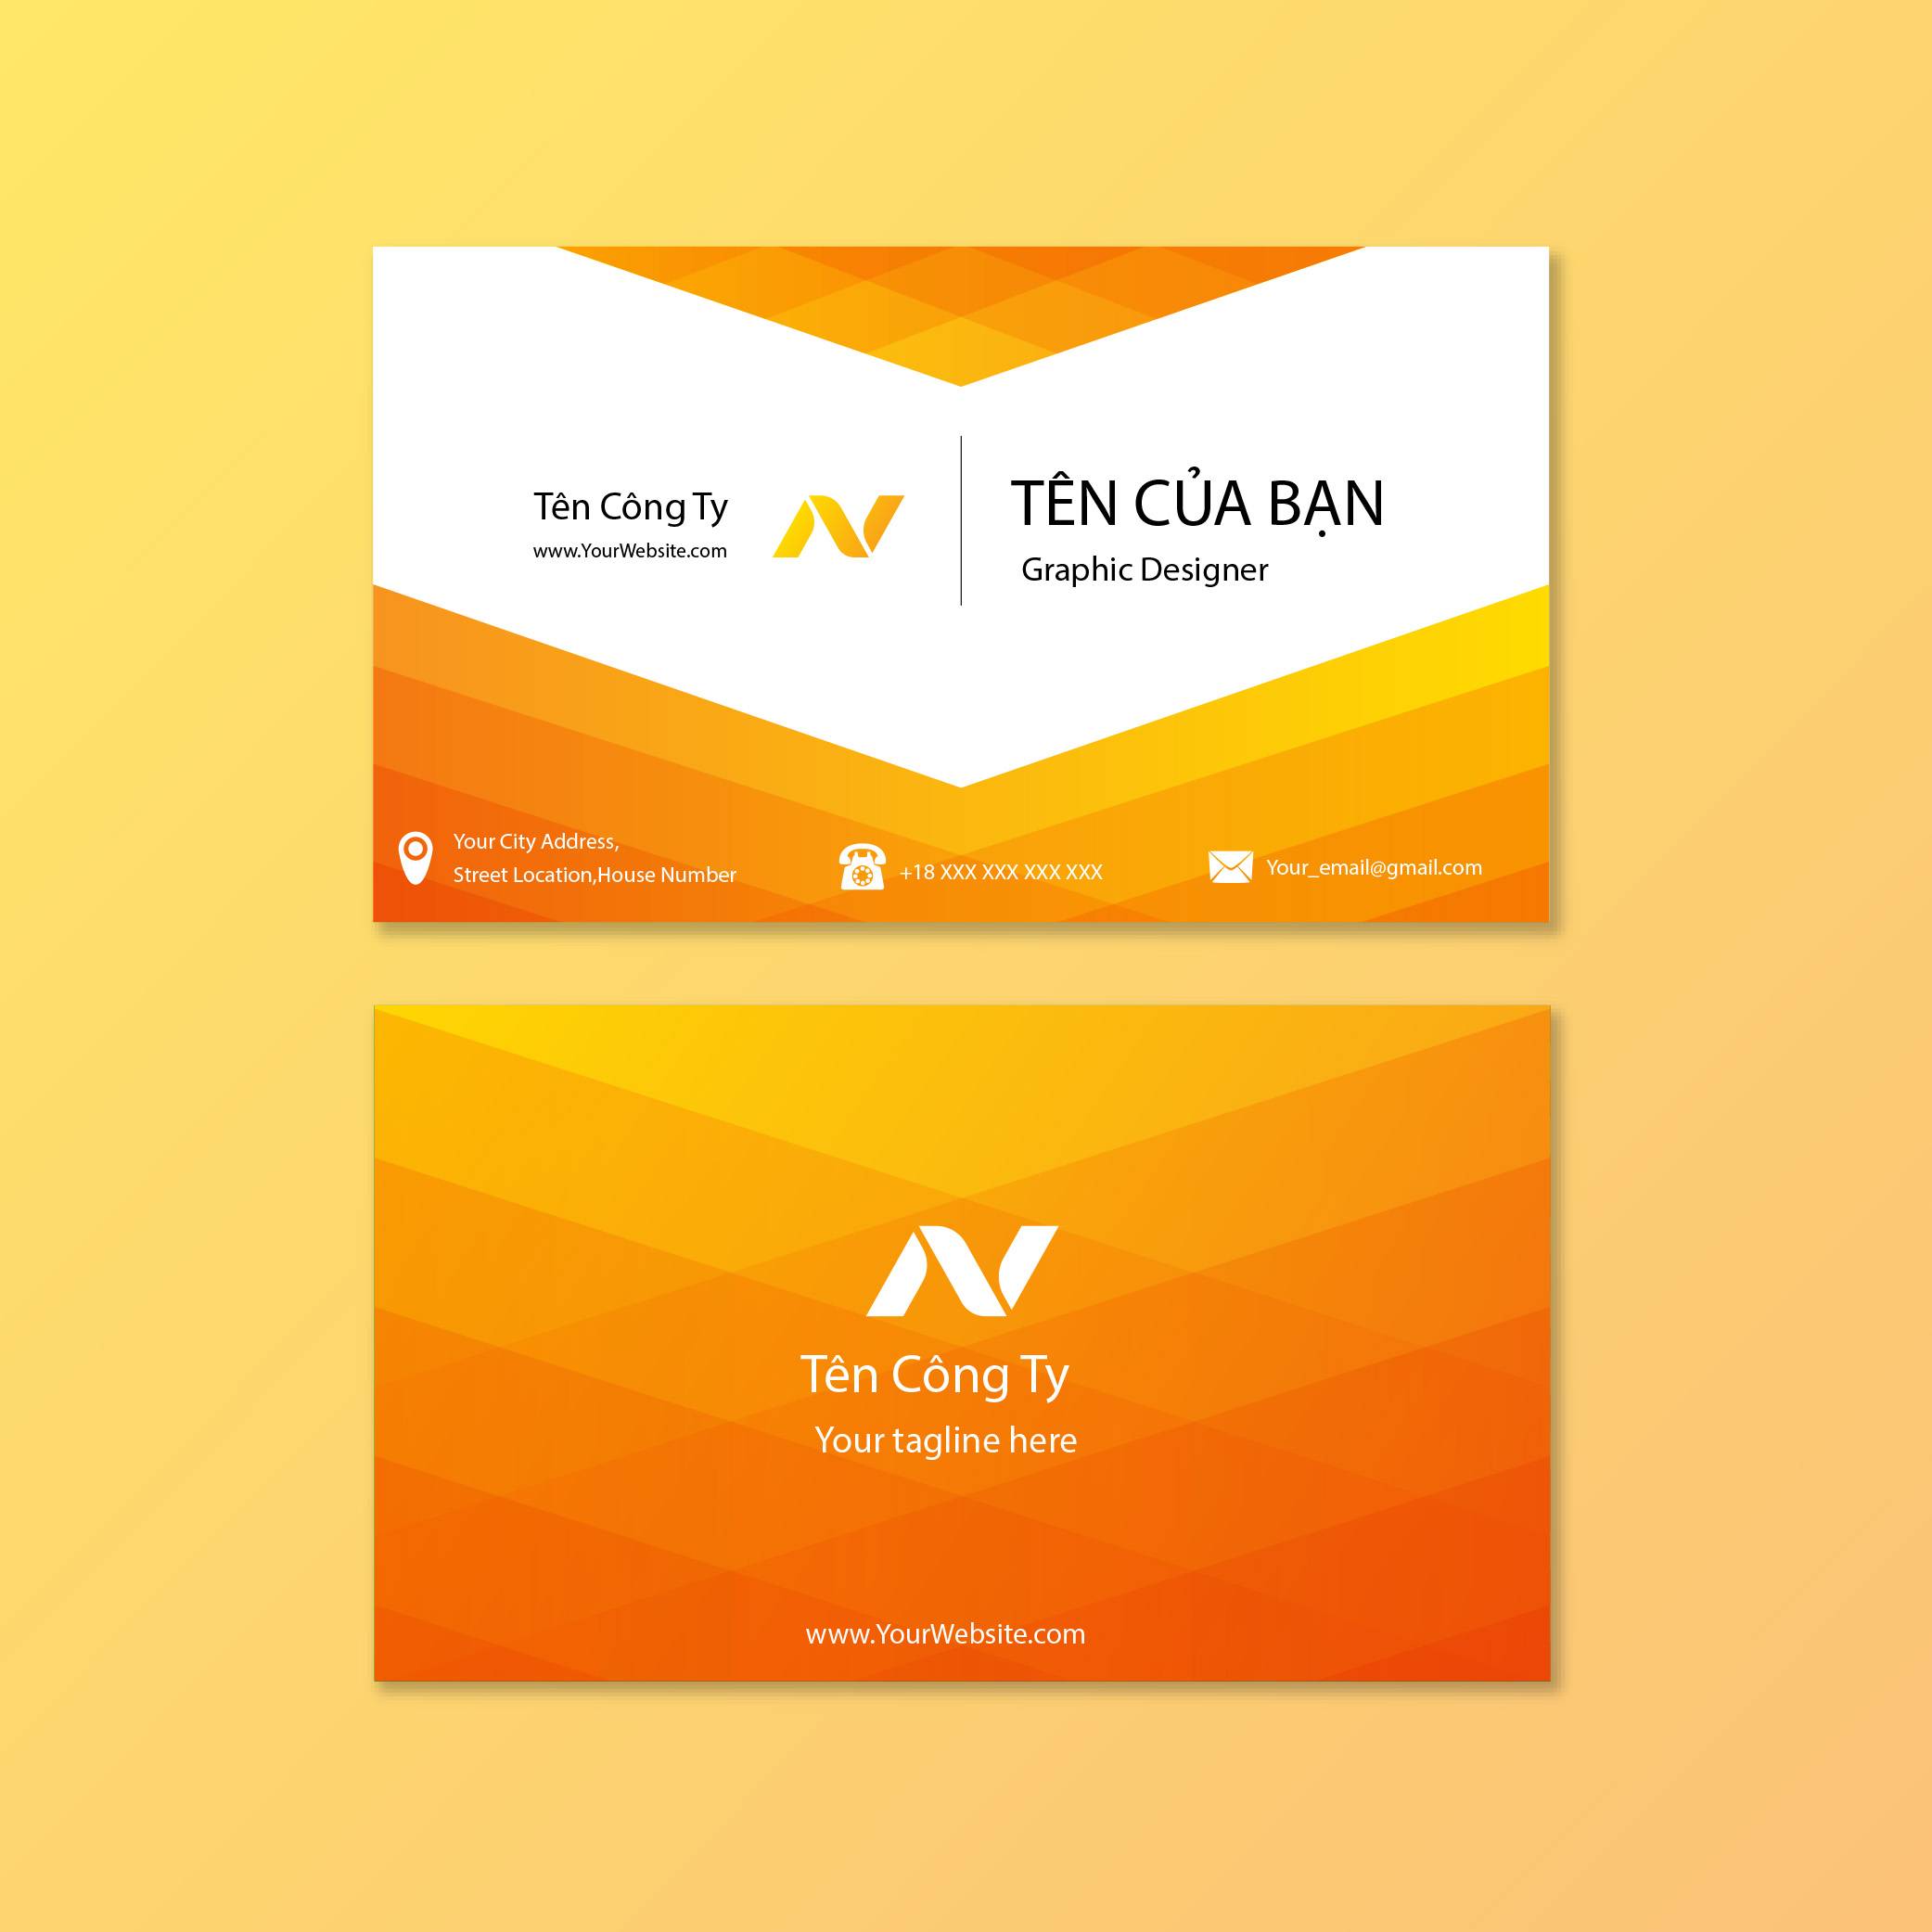 Tên Công Ty
www.YourWebsite.com
TÊN CỦA BẠN
Graphic Designer
Your City Address,
Street Location,House Number
+18 XXX XXX XXX XXX
Your_email@gmail.com
Tên Công Ty
Your tagline here
www.YourWebsite.com